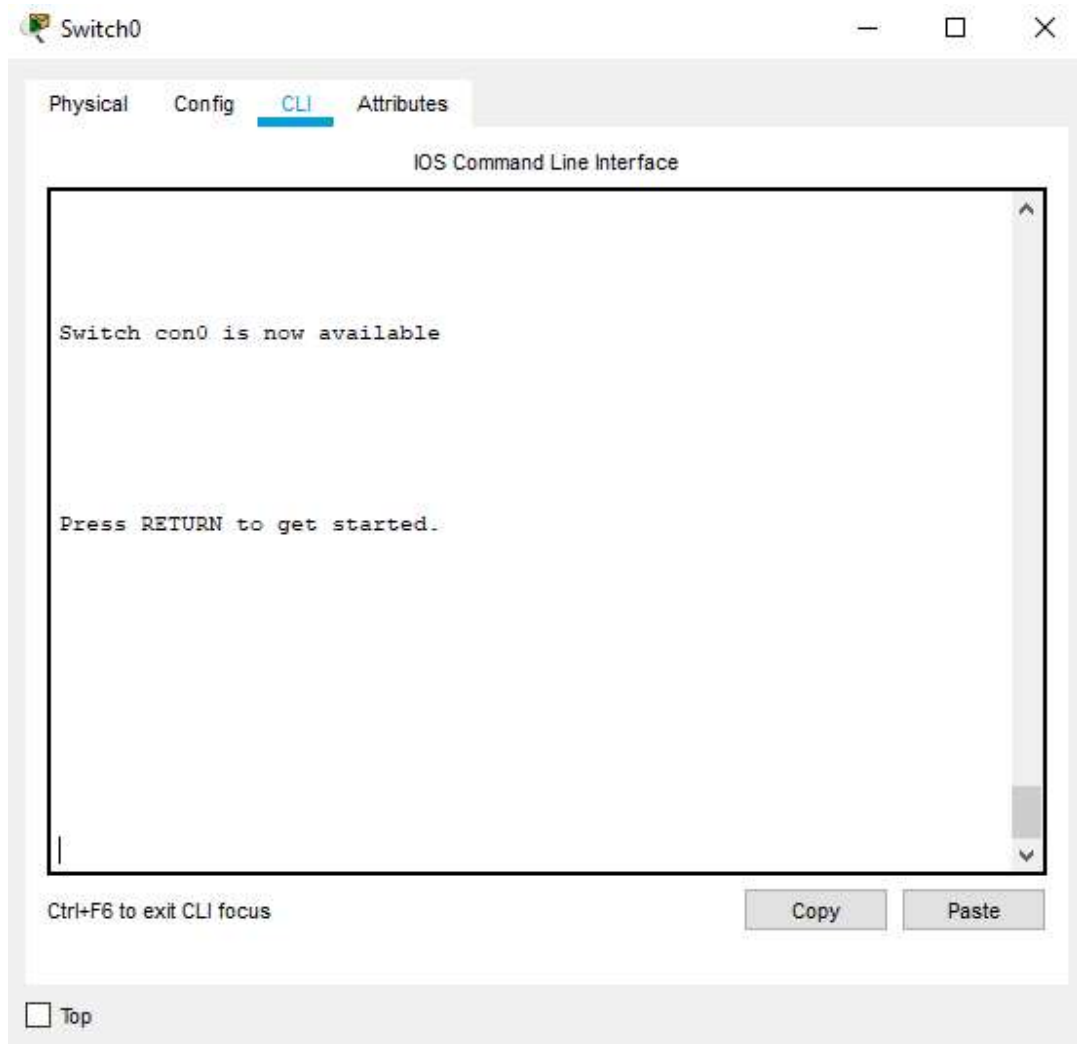 Switch0
Physical Config CLI Attributes
IOS Command Line Interface
Switch con0 is now available
Press RETURN to get started.
Ctrl+F6 to exit CLI focus
Copy Paste
Top